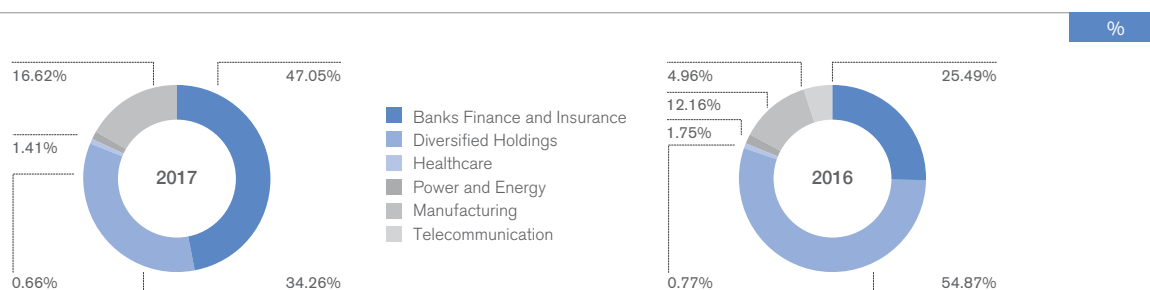 %
16.62%
47.05%
1.41%
2017
0.66%
34.26%
Banks Finance and Insurance
Diversified Holdings
Healthcare
Power and Energy
Manufacturing
Telecommunication
4.96%
25.49%
12.16%
1.75%
2016
0.77%
54.87%